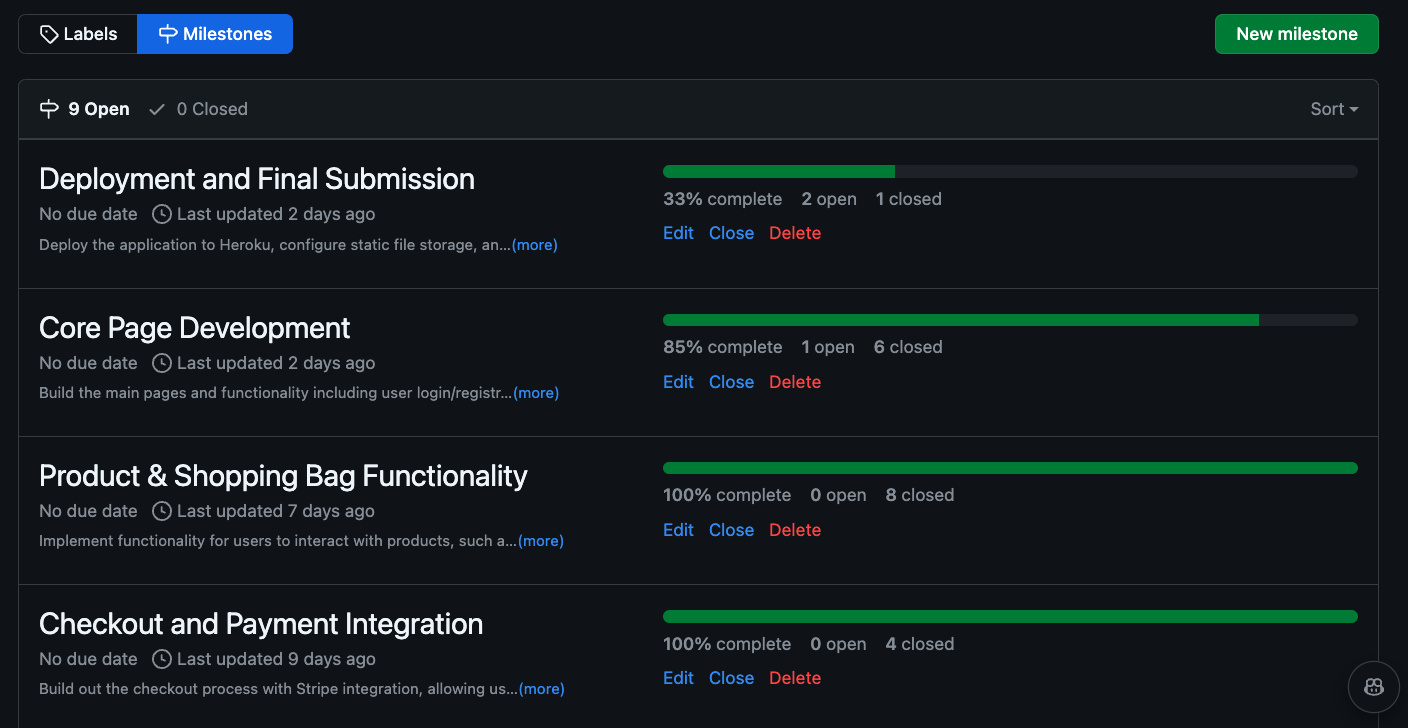 Labels Milestones New milestone
9 Open 0 Closed Sort
Deployment and Final Submission
No due date Last updated 2 days ago
Deploy the application to Heroku, configure static file storage, an...(more)
33% complete 2 open 1 closed
Edit Close Delete
Core Page Development
No due date Last updated 2 days ago
Build the main pages and functionality including user login/registr...(more)
85% complete 1 open 6 closed
Edit Close Delete
Product & Shopping Bag Functionality
No due date Last updated 7 days ago
Implement functionality for users to interact with products, such a...(more)
100% complete 0 open 8 closed
Edit Close Delete
Checkout and Payment Integration
No due date Last updated 9 days ago
Build out the checkout process with Stripe integration, allowing us...(more)
100% complete 0 open 4 closed
Edit Close Delete